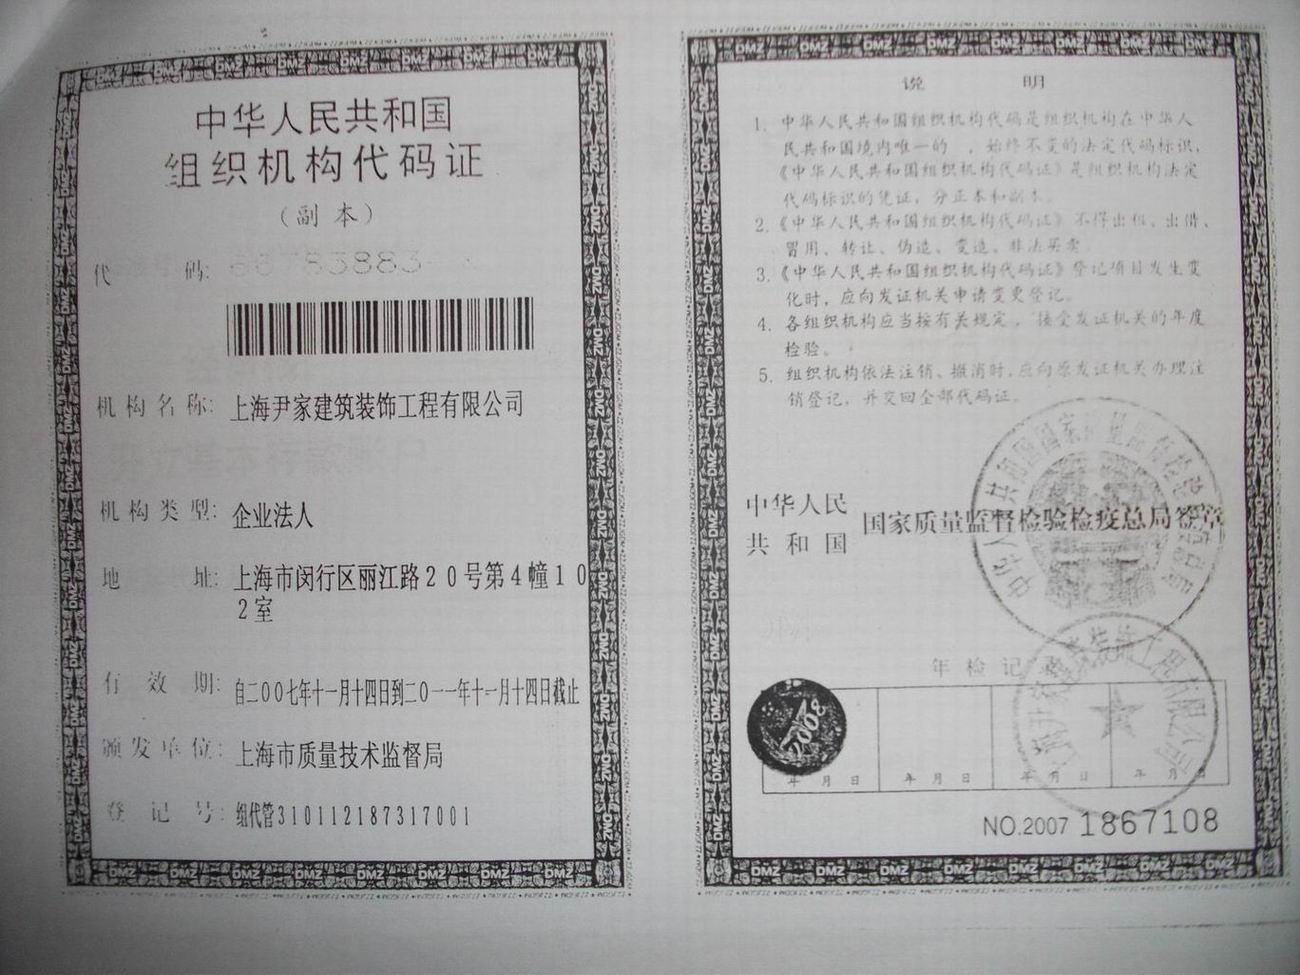 中华人民共和国
组织机构代码证
（副本）
代 码:
机构名称: 上海尹家建筑装饰工程有限公司
机构类型: 企业法人
地 址: 上海市闵行区丽江路20号第4幢10
2室
有 效 期: 自二00七年十一月十四日到二0一一年十一月十四日截止
颁发单位: 上海市质量技术监督局
登 记 号: 组代管310112187317001
说 明
1. 中华人民共和国组织机构代码是组织机构在中华人
民共和国境内唯一的 ，始终不变的法定代码标识，
《中华人民共和国组织机构代码证》是组织机构法定
代码标识的凭证，分正本和副本。
2. 《中华人民共和国组织机构代码证》不得出租、出借、
冒用、转让、伪造、变造、非法买卖。
3. 《中华人民共和国组织机构代码证》登记项目发生变
化时，应向发证机关申请变更登记。
4. 各组织机构应当按有关规定，接受发证机关的年度
检验。
5. 组织机构依法注销、撤消时，应向原发证机关办理注
销登记，并交回全部代码证。
中华人民
共和国
国家质量监督检验检疫总局签章
年检记录
2008
年 月 日 年 月 日 年 月 日 年 月 日
NO.2007 1867108